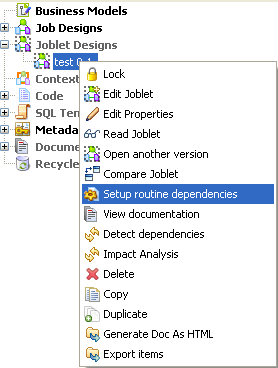 Business Models
Job Designs
Joblet Designs
test 0.1
Context
Code
SQL Tem
Metada
Docume
Recycle
Lock
Edit Joblet
Edit Properties
Read Joblet
Open another version
Compare Joblet
Setup routine dependencies
View documentation
Detect dependencies
Impact Analysis
Delete
Copy
Duplicate
Generate Doc As HTML
Export items